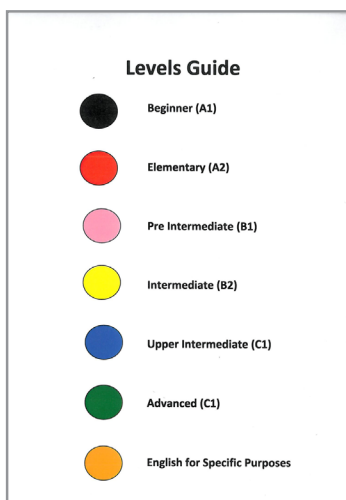 Levels Guide
Beginner (A1)
Elementary (A2)
Pre Intermediate (B1)
Intermediate (B2)
Upper Intermediate (C1)
Advanced (C1)
English for Specific Purposes